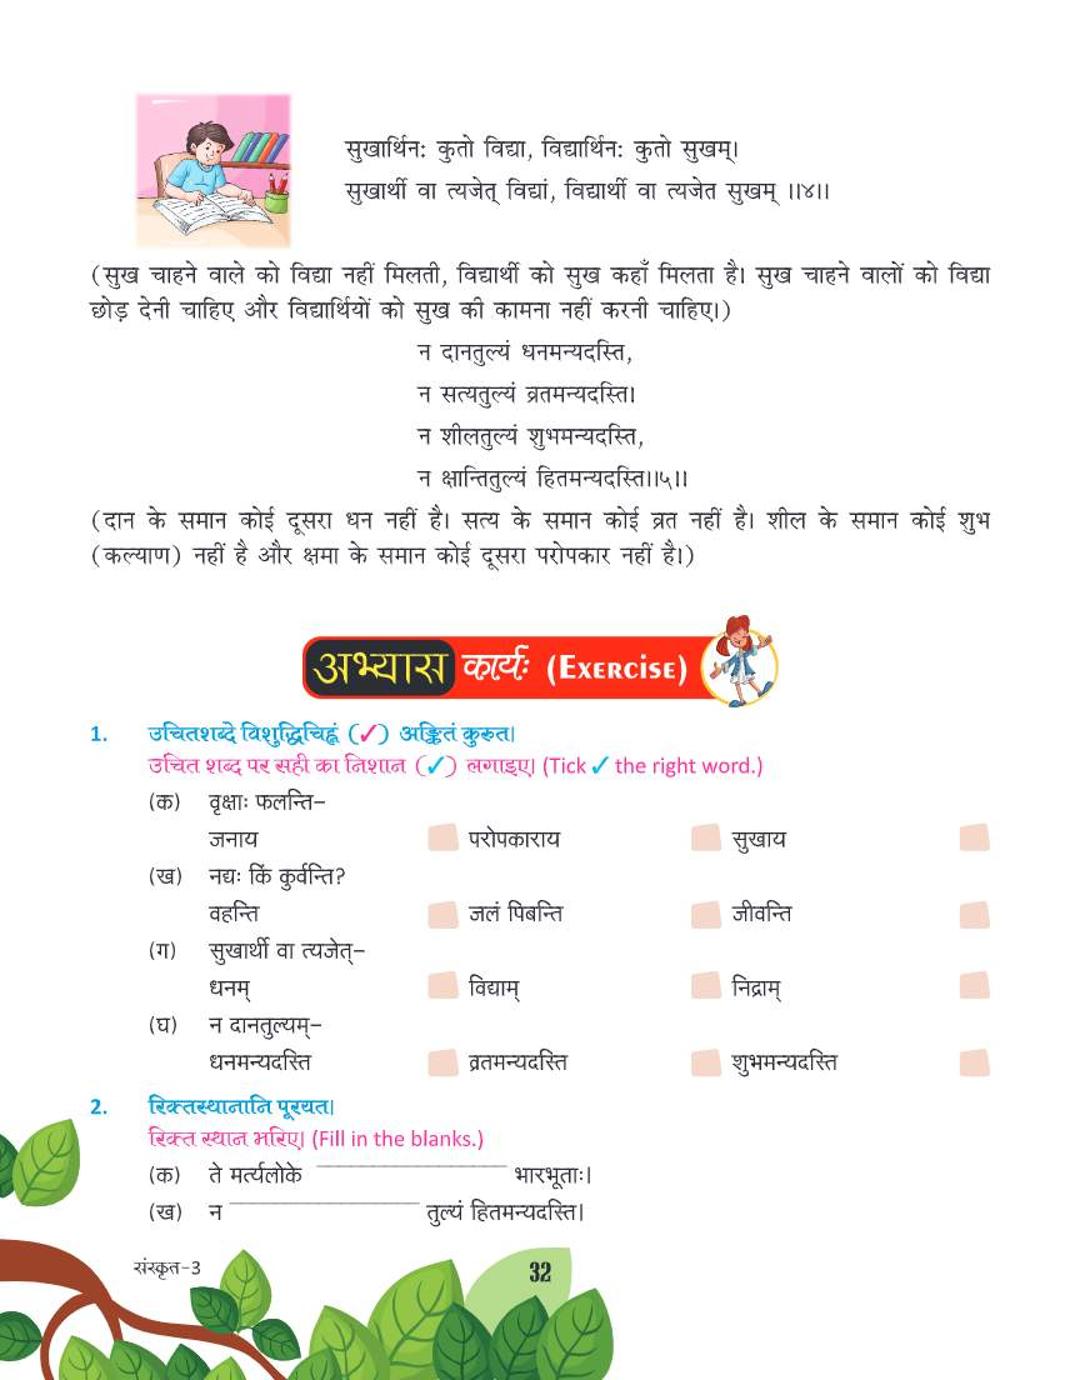 सुखार्थिन: कुतो विद्या, विद्यार्थिन: कुतो सुखम्।
सुखार्थी वा त्यजेत् विद्यां, विद्यार्थी वा त्यजेत सुखम् ।।४।।
(सुख चाहने वाले को विद्या नहीं मिलती, विद्यार्थी को सुख कहाँ मिलता है। सुख चाहने वालों को विद्या
छोड़ देनी चाहिए और विद्यार्थियों को सुख की कामना नहीं करनी चाहिए।)
न दानतुल्यं धनमन्यदस्ति,
न सत्यतुल्यं व्रतमन्यदस्ति।
न शीलतुल्यं शुभमन्यदस्ति,
न क्षान्तितुल्यं हितमन्यदस्ति।।५।।
(दान के समान कोई दूसरा धन नहीं है। सत्य के समान कोई व्रत नहीं है। शील के समान कोई शुभ
(कल्याण) नहीं है और क्षमा के समान कोई दूसरा परोपकार नहीं है।)
अभ्यास कार्यः (EXERCISE)
1. उचितशब्दे विशुद्धिचिह्नं (✓) अङ्कितं कुरुत।
उचित शब्द पर सही का निशान (✓) लगाइए। (Tick ✓ the right word.)
(क) वृक्षाः फलन्ति–
जनाय परोपकाराय सुखाय
(ख) नद्यः किं कुर्वन्ति?
वहन्ति जलं पिबन्ति जीवन्ति
(ग) सुखार्थी वा त्यजेत्–
धनम् विद्याम् निद्राम्
(घ) न दानतुल्यम्–
धनमन्यदस्ति व्रतमन्यदस्ति शुभमन्यदस्ति
2. रिक्तस्थानानि पूरयत।
रिक्त स्थान भरिए। (Fill in the blanks.)
(क) ते मर्त्यलोके ____________ भारभूताः।
(ख) न ____________ तुल्यं हितमन्यदस्ति।
संस्कृत–3 32